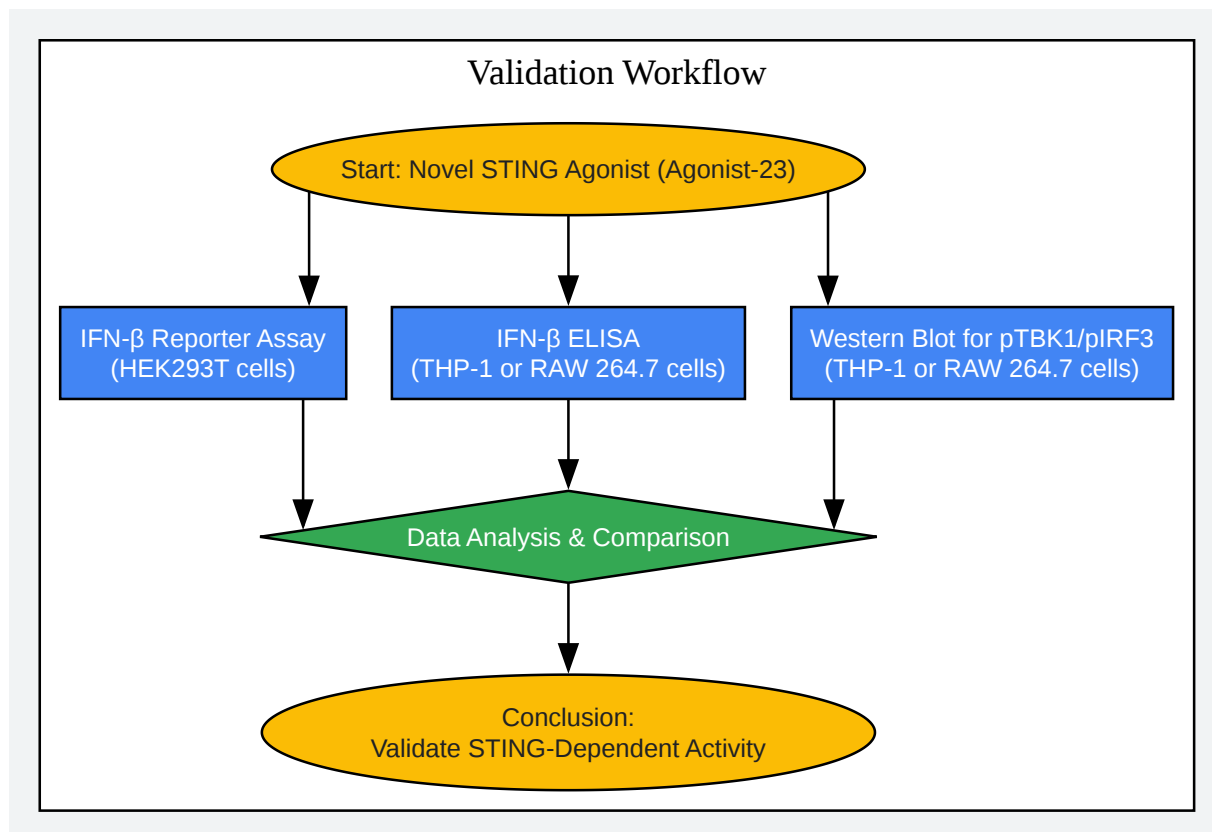 Validation Workflow
Start: Novel STING Agonist (Agonist-23)
IFN-β Reporter Assay
(HEK293T cells)
IFN-β ELISA
(THP-1 or RAW 264.7 cells)
Western Blot for pTBK1/pIRF3
(THP-1 or RAW 264.7 cells)
Data Analysis & Comparison
Conclusion:
Validate STING-Dependent Activity